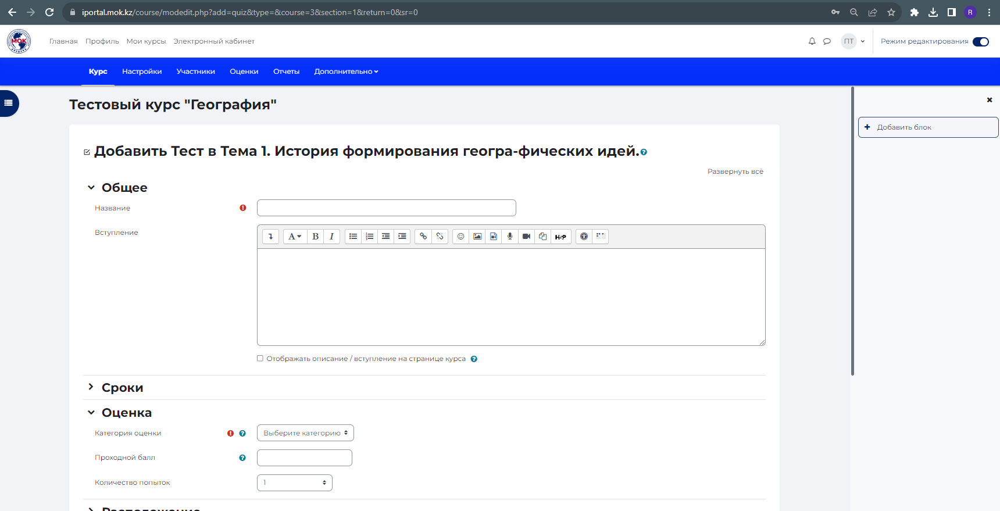 iportal.mok.kz/course/modedit.php?add=quiz&type=&course=3&section=1&return=0&sr=0
R
МОК
Главная Профиль Мои курсы Электронный кабинет
ПТ
Режим редактирования
Курс Настройки Участники Оценки Отчеты Дополнительно
Тестовый курс "География"
Добавить блок
Добавить Тест в Тема 1. История формирования геогра-фических идей.
Развернуть всё
Общее
Название
Вступление
A B I
H5P
Отображать описание / вступление на странице курса
Сроки
Оценка
Категория оценки
Выберите категорию
Проходной балл
Количество попыток
1
Расположение